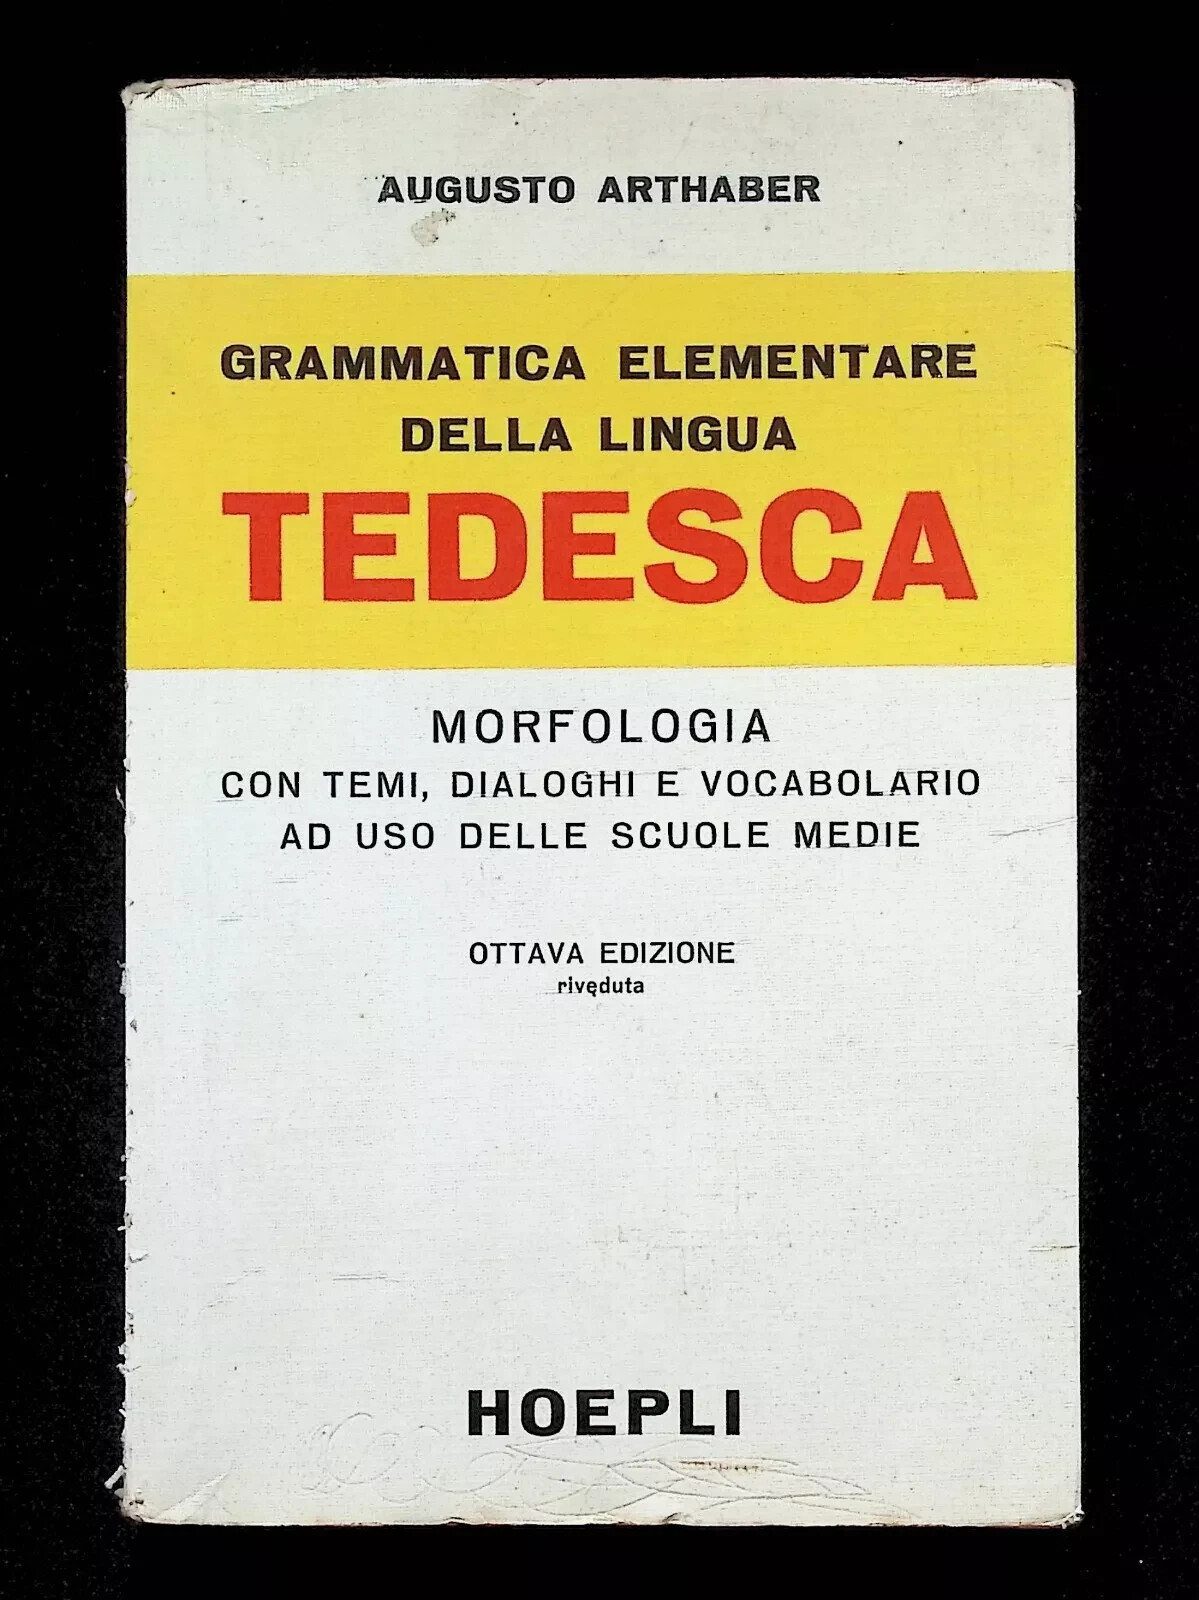 AUGUSTO ARTHABER
GRAMMATICA ELEMENTARE
DELLA LINGUA
TEDESCA
MORFOLOGIA
CON TEMI, DIALOGHI E VOCABOLARIO
AD USO DELLE SCUOLE MEDIE
OTTAVA EDIZIONE
riveduta
HOEPLI